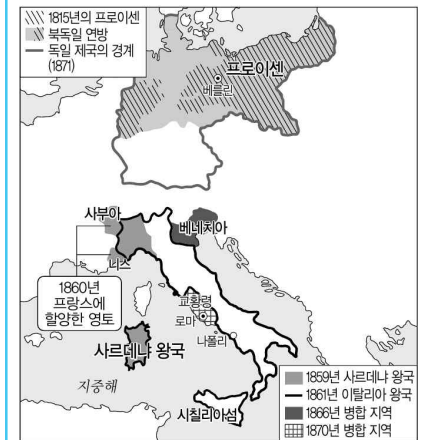 1815년의 프로이센
북독일 연방
독일 제국의 경계
(1871)
프로이센
베를린
사부아
베네치아
니스
1860년
프랑스에
할양한 영토
교황령
로마
나폴리
사르데냐 왕국
지중해
시칠리아섬
1859년 사르데냐 왕국
1861년 이탈리아 왕국
1866년 병합 지역
1870년 병합 지역